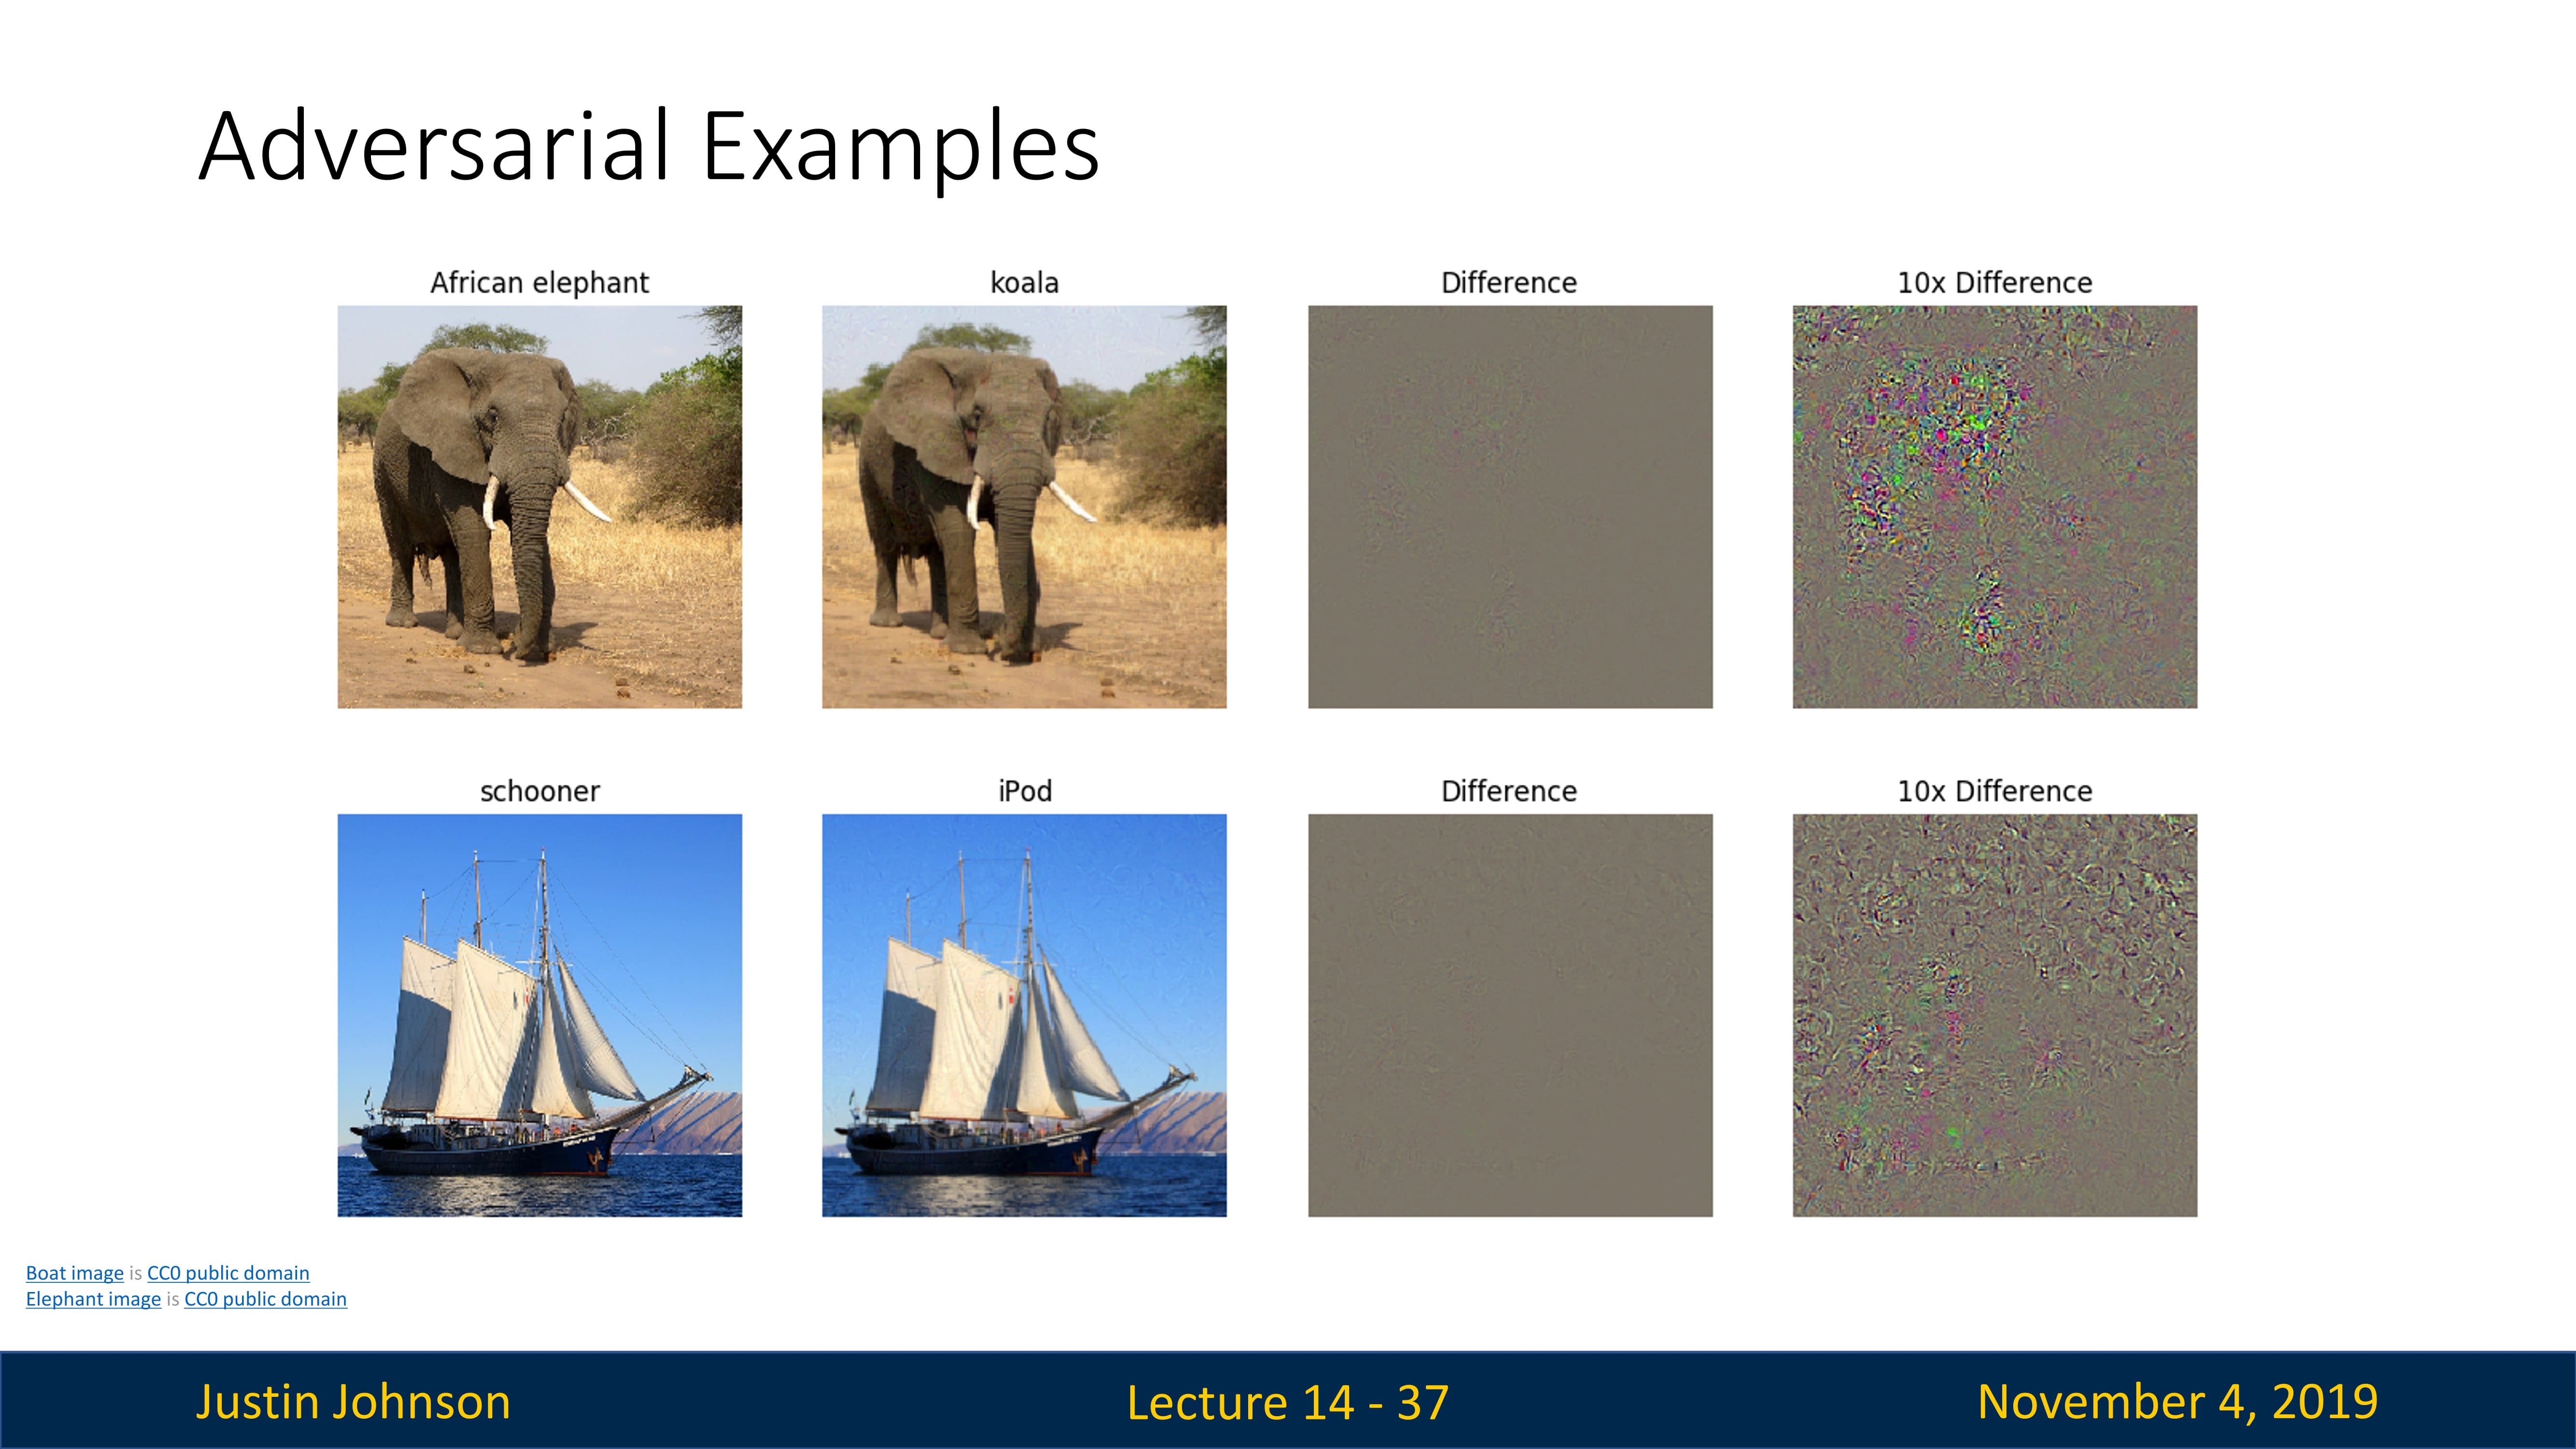 Adversarial Examples
African elephant
koala
Difference
10x Difference
schooner
iPod
Difference
10x Difference
Boat image is CC0 public domain
Elephant image is CC0 public domain
Justin Johnson
Lecture 14 - 37
November 4, 2019